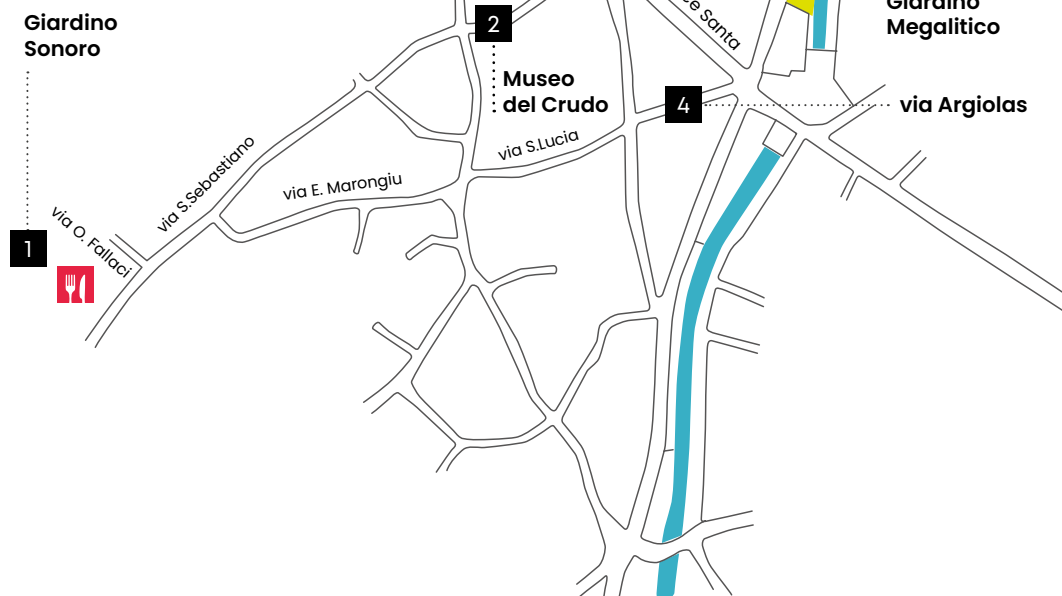 Giardino
Sonoro
2
Museo
del Crudo
ce Santa
Giardino
Megalitico
4
via Argiolas
via S.Lucia
via S.Sebastiano
via E. Marongiu
via O. Fallaci
1